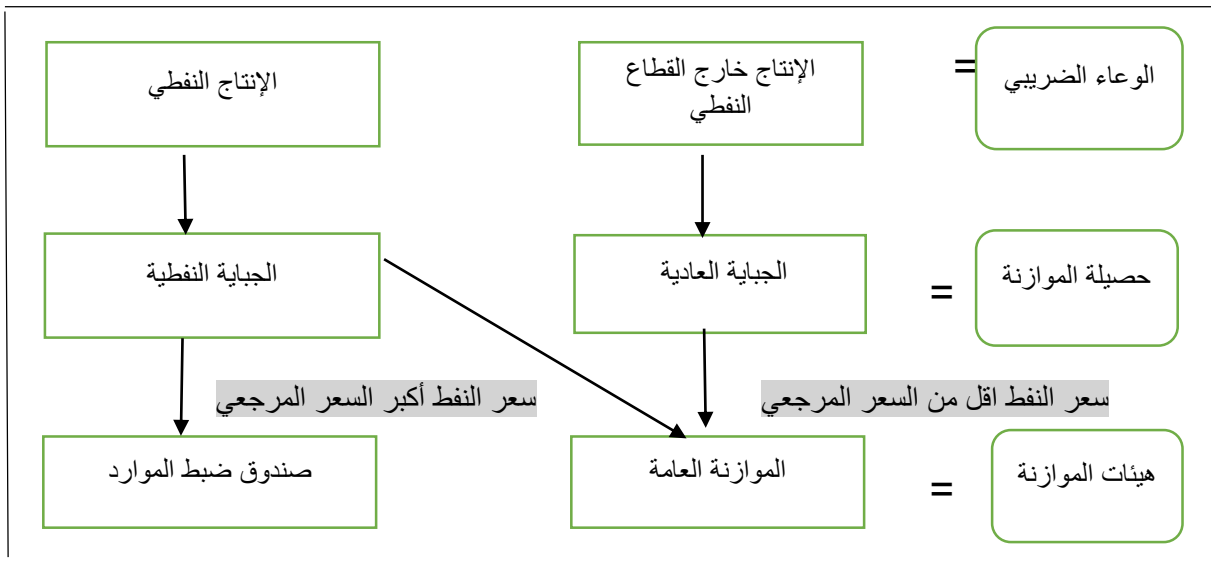 الوعاء الضريبي
=
الإنتاج خارج القطاع
النفطي
الإنتاج النفطي
حصيلة الموازنة
=
الجباية العادية
الجباية النفطية
سعر النفط اقل من السعر المرجعي
سعر النفط أكبر السعر المرجعي
هيئات الموازنة
=
الموازنة العامة
صندوق ضبط الموارد